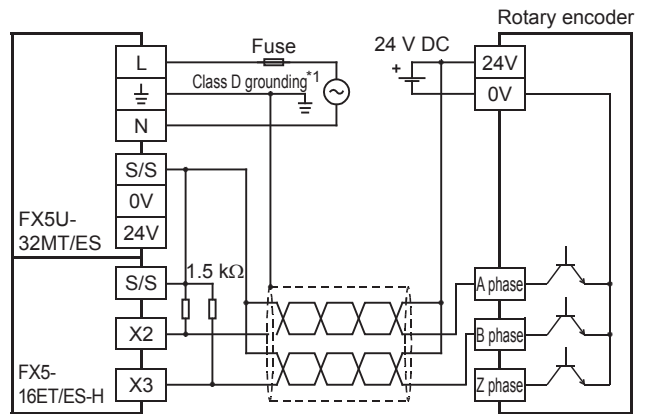 Rotary encoder
Fuse
24 V DC
L
Class D grounding*1
+
24V
0V
N
S/S
0V
24V
FX5U-
32MT/ES
S/S
1.5 kΩ
A phase
X2
B phase
FX5-
16ET/ES-H
X3
Z phase